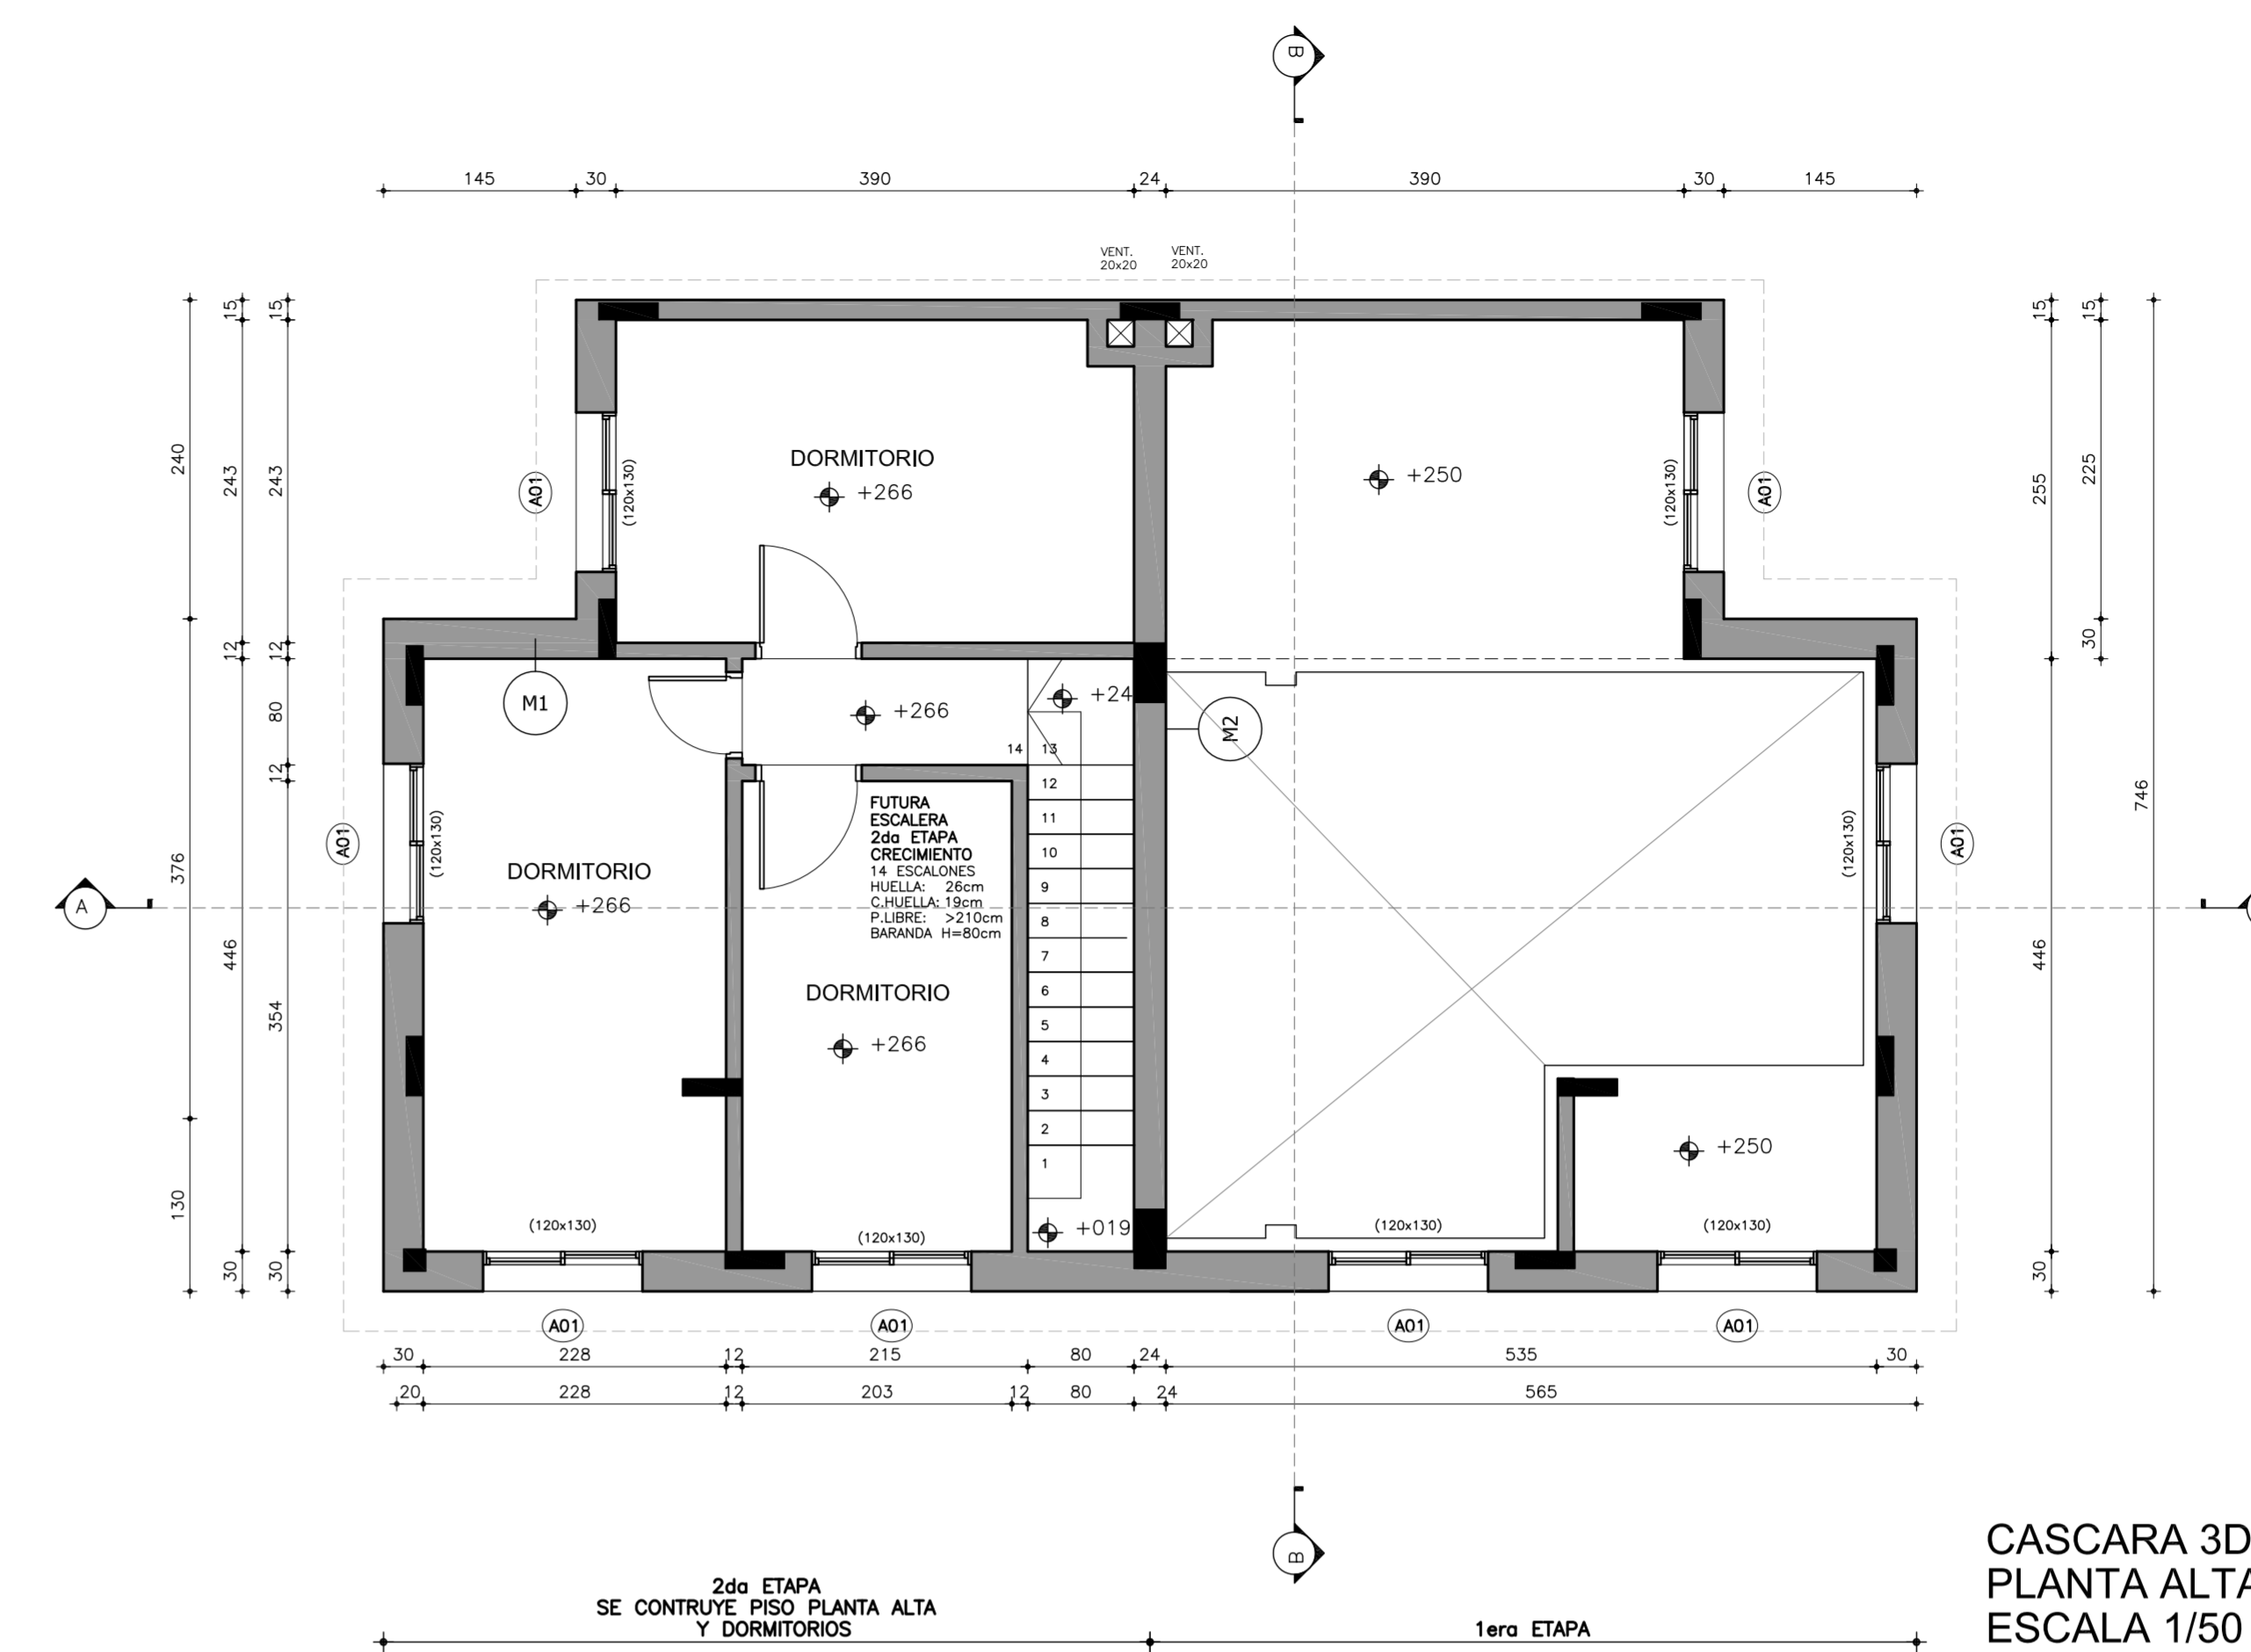 B
145 30 390 24 390 30 145
VENT.
20x20
VENT.
20x20
15 15 15 15
240 243 243 255 225
DORMITORIO
+266
+250
(120x130)
(120x130)
A01
A01
12 12 30
80
M1
+266
+24
M2
14 13
12
12
11
10
9
8
7
6
5
4
3
2
1
FUTURA
ESCALERA
2da ETAPA
CRECIMIENTO
14 ESCALONES
HUELLA: 26cm
C.HUELLA: 19cm
P.LIBRE: >210cm
BARANDA H=80cm
746
A01
(120x130)
(120x130)
A01
376
DORMITORIO
+266
A
446 354 446
DORMITORIO
+266
+250
130
+019
(120x130)
(120x130)
(120x130)
(120x130)
30 30 30
A01
A01
A01
A01
30 228 12 215 80 24 535 30
20 228 12 203 12 80 24 565
B
CASCARA 3D
PLANTA ALTA
ESCALA 1/50
2da ETAPA
SE CONTRUYE PISO PLANTA ALTA
Y DORMITORIOS
1era ETAPA